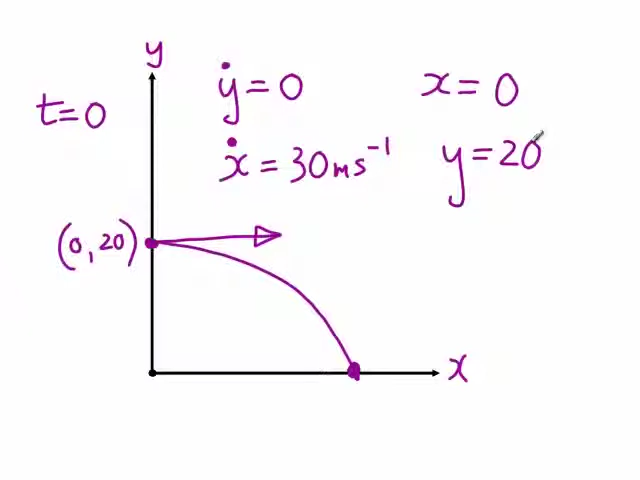 y
t=0
ẏ=0
x=0
ẋ=30ms⁻¹
y=20
(0,20)
x